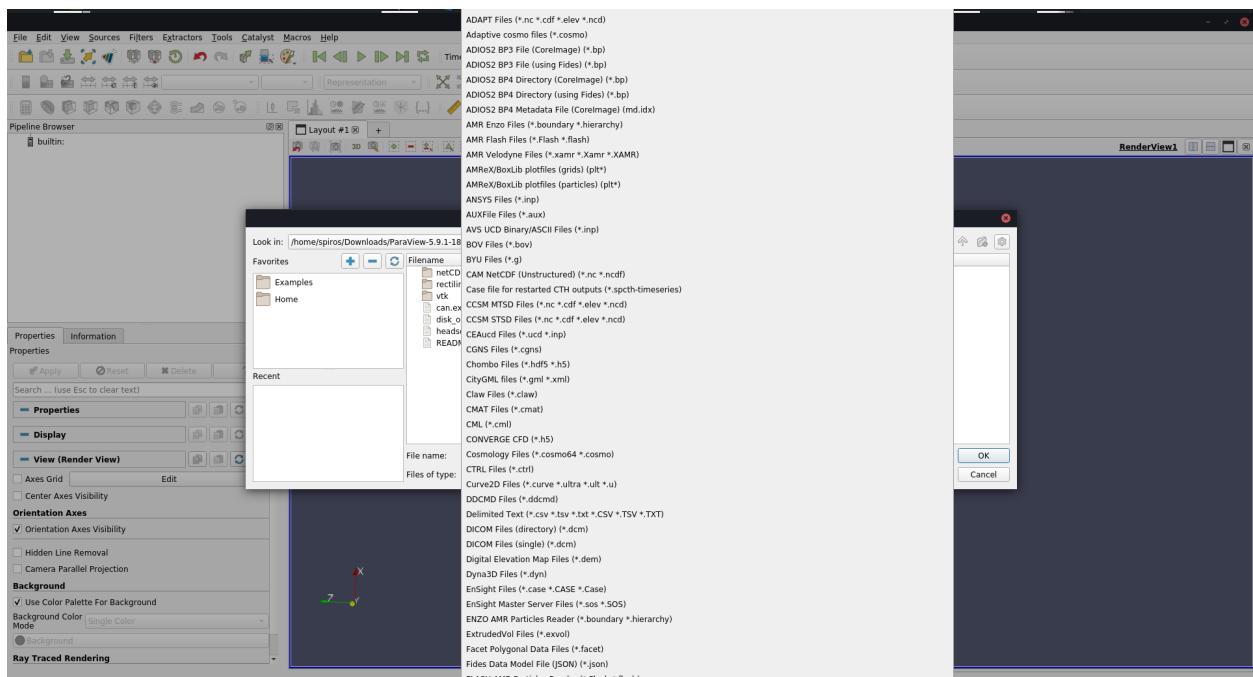 File Edit View Sources Filters Extractors Tools Catalyst Macros Help
Time
Representation
Pipeline Browser
builtin:
Layout #1
+
3D
RenderView1
Properties Information
Properties
Apply Reset Delete
Search ... (use Esc to clear text)
Properties
Display
View (Render View)
Axes Grid Edit
Center Axes Visibility
Orientation Axes
Orientation Axes Visibility
Hidden Line Removal
Camera Parallel Projection
Background
Use Color Palette For Background
Background Color Mode
Single Color
Background
Ray Traced Rendering
X
Z
Y
Look in: /home/spiros/Downloads/ParaView-5.9.1-18
Favorites
Examples
Home
Recent
Filename
netCD
rectilin
vtk
can.ex
disk_o
heads
READM
File name:
Files of type:
OK
Cancel
ADAPT Files (*.nc *.cdf *.elev *.ncd)
Adaptive cosmo files (*.cosmo)
ADIOS2 BP3 File (CoreImage) (*.bp)
ADIOS2 BP3 File (using Fides) (*.bp)
ADIOS2 BP4 Directory (CoreImage) (*.bp)
ADIOS2 BP4 Directory (using Fides) (*.bp)
ADIOS2 BP4 Metadata File (CoreImage) (md.idx)
AMR Enzo Files (*.boundary *.hierarchy)
AMR Flash Files (*.Flash *.flash)
AMR Velodyne Files (*.xamr *.Xamr *.XAMR)
AMReX/BoxLib plotfiles (grids) (plt*)
AMReX/BoxLib plotfiles (particles) (plt*)
ANSYS Files (*.inp)
AUXFile Files (*.aux)
AVS UCD Binary/ASCII Files (*.inp)
BOV Files (*.bov)
BYU Files (*.g)
CAM NetCDF (Unstructured) (*.nc *.ncdf)
Case file for restarted CTH outputs (*.spcth-timeseries)
CCSM MTSD Files (*.nc *.cdf *.elev *.ncd)
CCSM STSD Files (*.nc *.cdf *.elev *.ncd)
CEAucd Files (*.ucd *.inp)
CGNS Files (*.cgns)
Chombo Files (*.hdf5 *.h5)
CityGML files (*.gml *.xml)
Claw Files (*.claw)
CMAT Files (*.cmat)
CML (*.cml)
CONVERGE CFD (*.h5)
Cosmology Files (*.cosmo64 *.cosmo)
CTRL Files (*.ctrl)
Curve2D Files (*.curve *.ultra *.ult *.u)
DDCMD Files (*.ddcmd)
Delimited Text (*.csv *.tsv *.txt *.CSV *.TSV *.TXT)
DICOM Files (directory) (*.dcm)
DICOM Files (single) (*.dcm)
Digital Elevation Map Files (*.dem)
Dyna3D Files (*.dyn)
EnSight Files (*.case *.CASE *.Case)
EnSight Master Server Files (*.sos *.SOS)
ENZO AMR Particles Reader (*.boundary *.hierarchy)
ExtrudedVol Files (*.exvol)
Facet Polygonal Data Files (*.facet)
Fides Data Model File (JSON) (*.json)